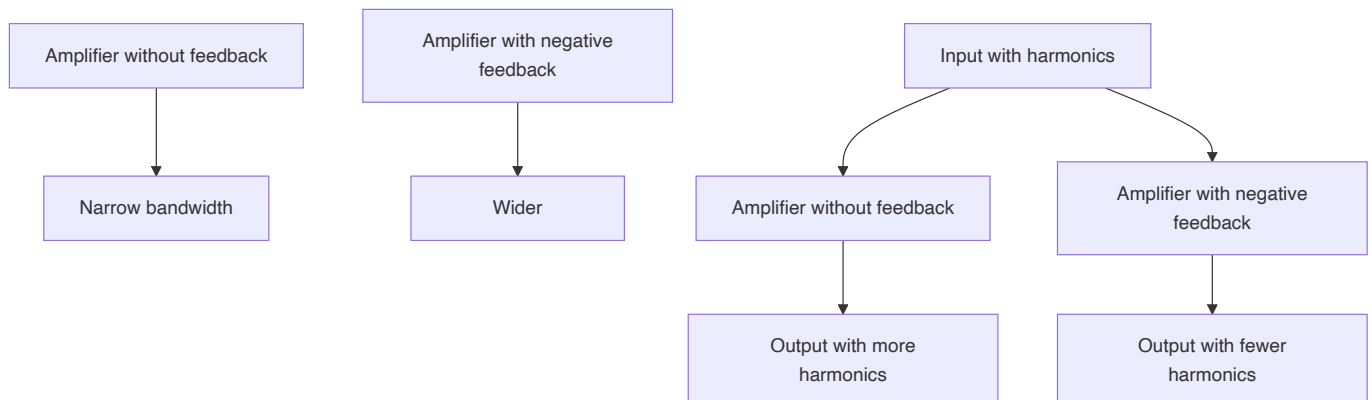 Amplifier without feedback
Narrow bandwidth
Amplifier with negative
feedback
Wider
Input with harmonics
Amplifier without feedback
Amplifier with negative
feedback
Output with more
harmonics
Output with fewer
harmonics